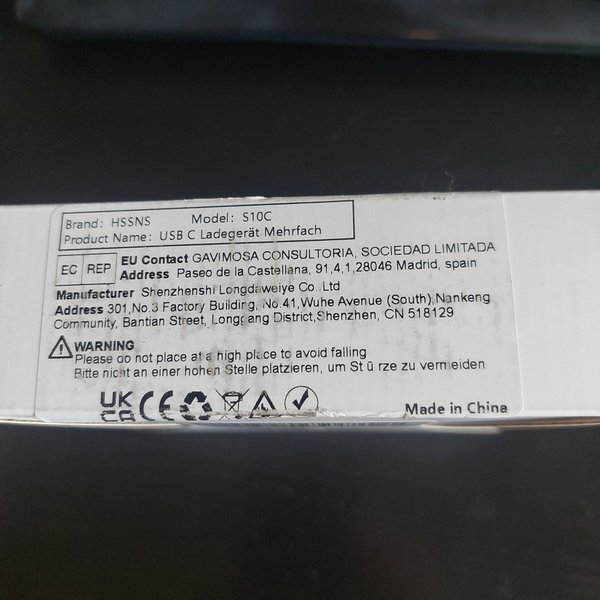 Brand: HSSNS Model: S10C
Product Name: USB C Ladegerät Mehrfach
EC REP
EU Contact GAVIMOSA CONSULTORIA, SOCIEDAD LIMITADA
Address Paseo de la Castellana, 91,4,1,28046 Madrid, spain
Manufacturer Shenzhenshi Longdaweiye Co.,Ltd
Address 301,No.3 Factory Building, No.41,Wuhe Avenue (South),Nankeng
Community, Bantian Street, Longgang District,Shenzhen, CN 518129
WARNING
Please do not place at a high place to avoid falling
Bitte nicht an einer hohen Stelle platzieren, um St ü rze zu vermeiden
UK
CA CE
Made in China